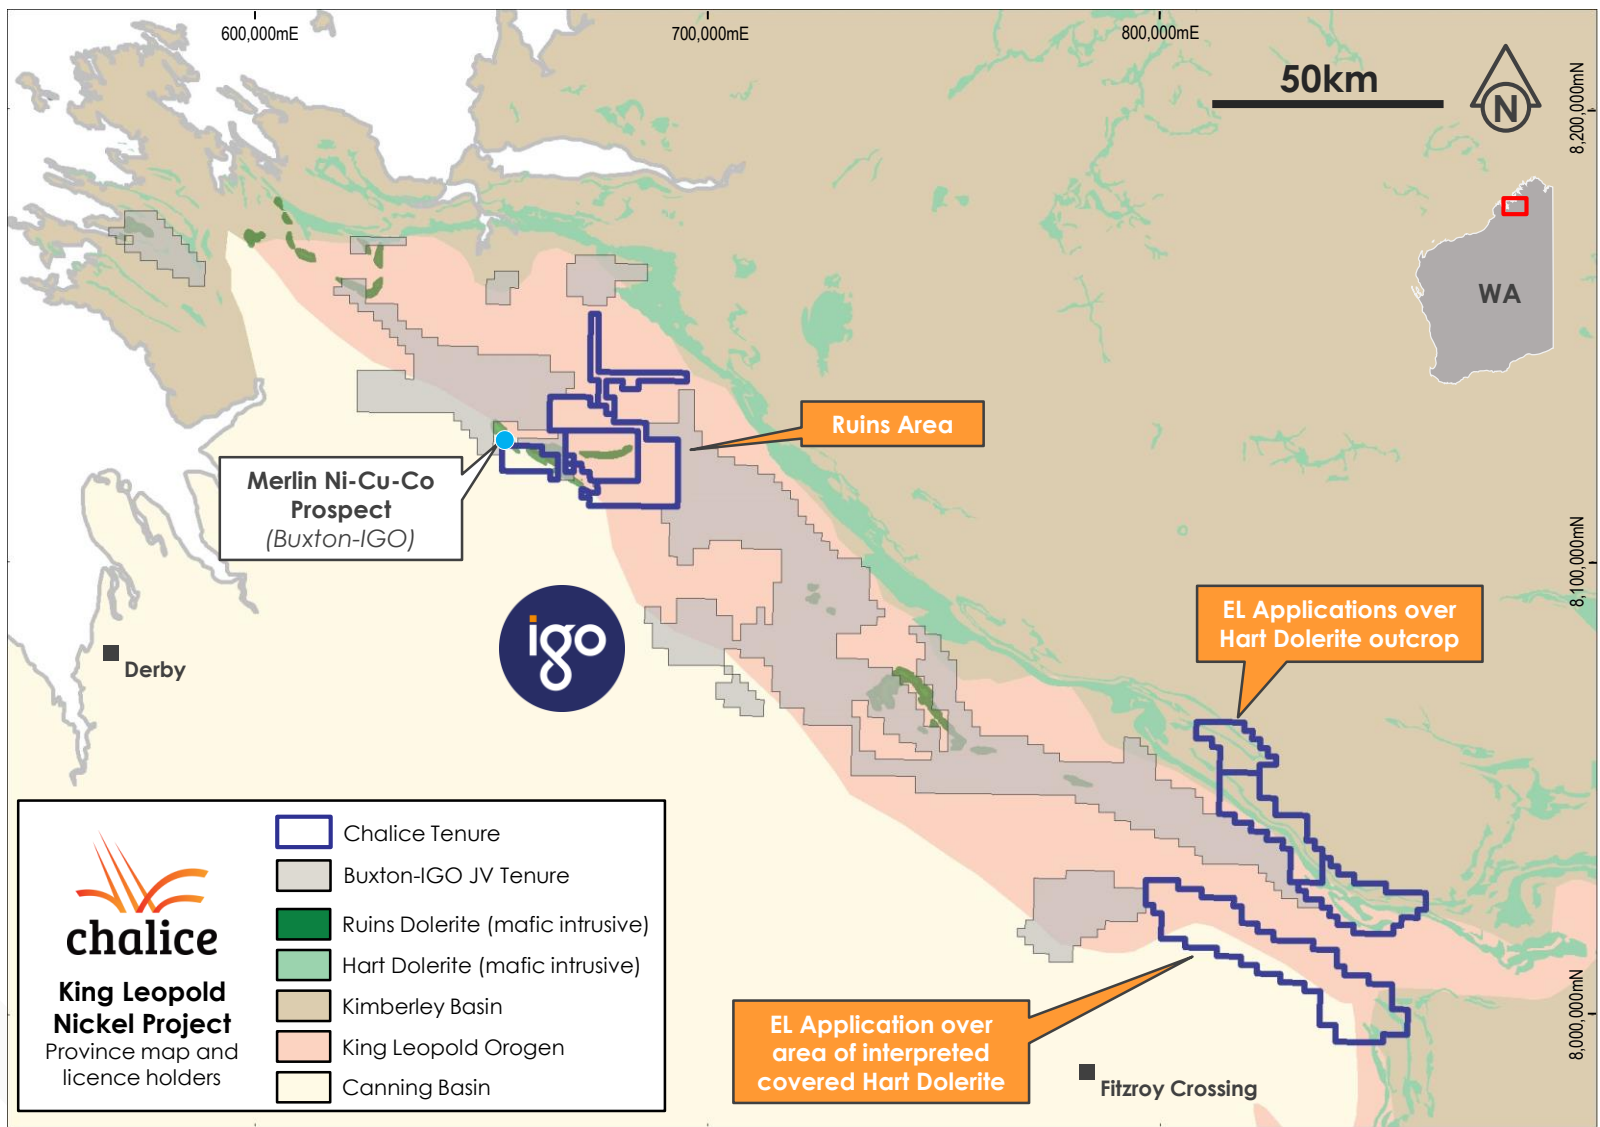 600,000mE
700,000mE
800,000mE
50km
N
8,200,000mN
WA
Ruins Area
Merlin Ni-Cu-Co
Prospect
(Buxton-IGO)
8,100,000mN
igo
EL Applications over
Hart Dolerite outcrop
Derby
chalice
King Leopold
Nickel Project
Province map and
licence holders
Chalice Tenure
Buxton-IGO JV Tenure
Ruins Dolerite (mafic intrusive)
Hart Dolerite (mafic intrusive)
Kimberley Basin
King Leopold Orogen
Canning Basin
EL Application over
area of interpreted
covered Hart Dolerite
8,000,000mN
Fitzroy Crossing